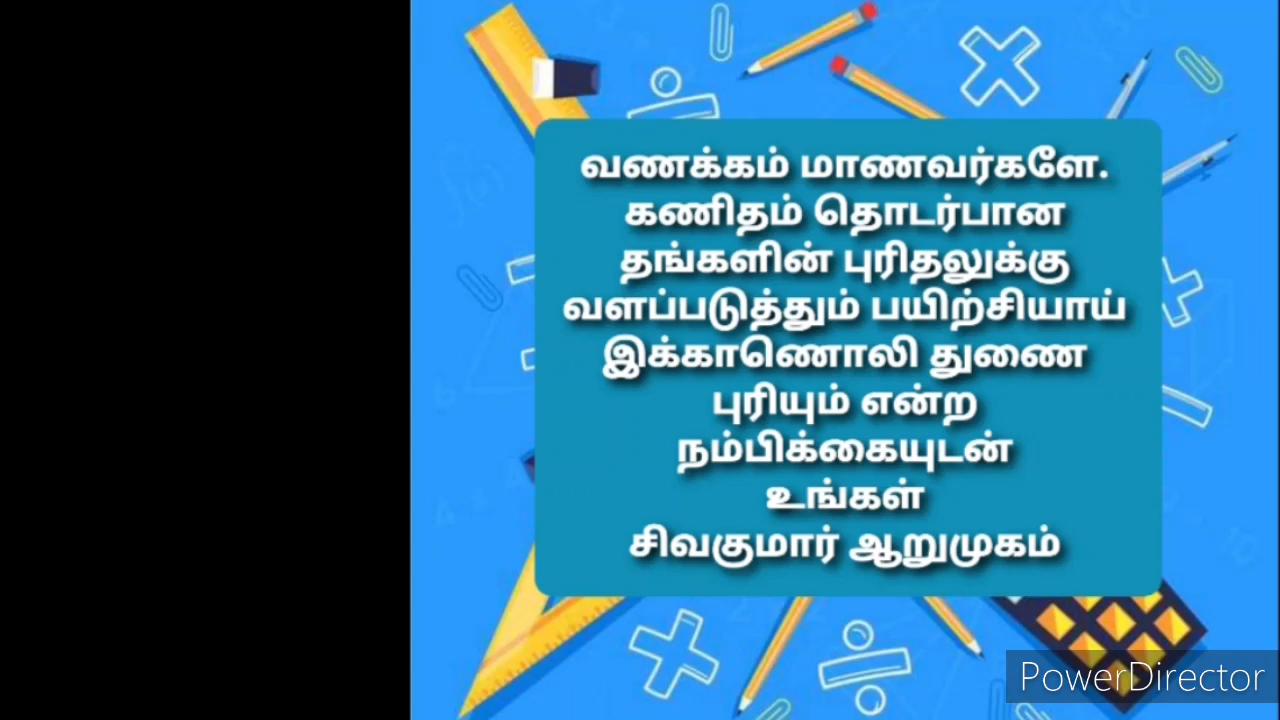 வணக்கம் மாணவர்களே.
கணிதம் தொடர்பான
தங்களின் புரிதலுக்கு
வளப்படுத்தும் பயிற்சியாய்
இக்காணொலி துணை
புரியும் என்ற
நம்பிக்கையுடன்
உங்கள்
சிவகுமார் ஆறுமுகம்
PowerDirector